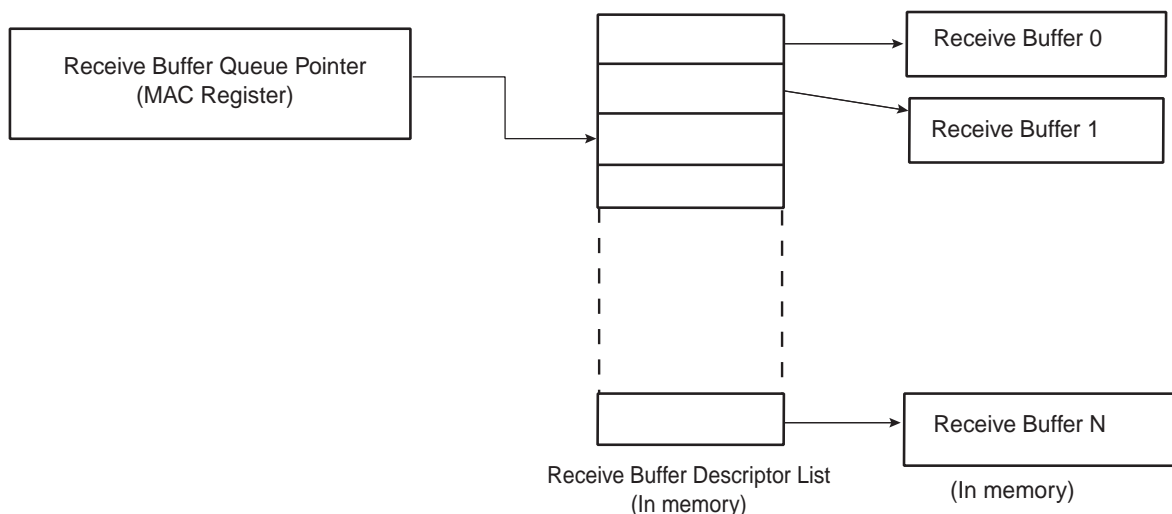 Receive Buffer Queue Pointer
(MAC Register)
Receive Buffer 0
Receive Buffer 1
Receive Buffer N
(In memory)
Receive Buffer Descriptor List
(In memory)